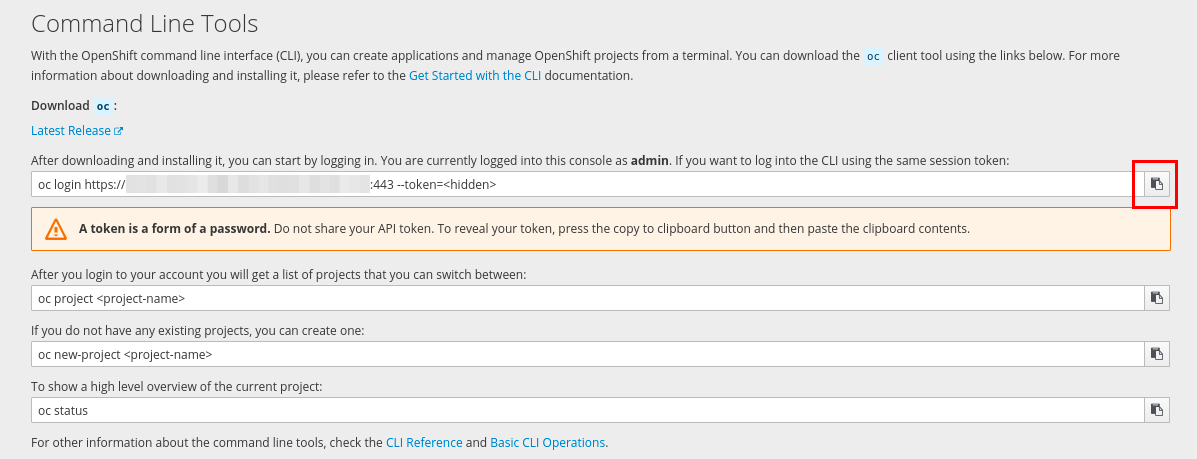 Command Line Tools
With the OpenShift command line interface (CLI), you can create applications and manage OpenShift projects from a terminal. You can download the oc client tool using the links below. For more
information about downloading and installing it, please refer to the Get Started with the CLI documentation.
Download oc :
Latest Release
After downloading and installing it, you can start by logging in. You are currently logged into this console as admin. If you want to log into the CLI using the same session token:
oc login https:// :443 --token=<hidden>
A token is a form of a password. Do not share your API token. To reveal your token, press the copy to clipboard button and then paste the clipboard contents.
After you login to your account you will get a list of projects that you can switch between:
oc project <project-name>
If you do not have any existing projects, you can create one:
oc new-project <project-name>
To show a high level overview of the current project:
oc status
For other information about the command line tools, check the CLI Reference and Basic CLI Operations.